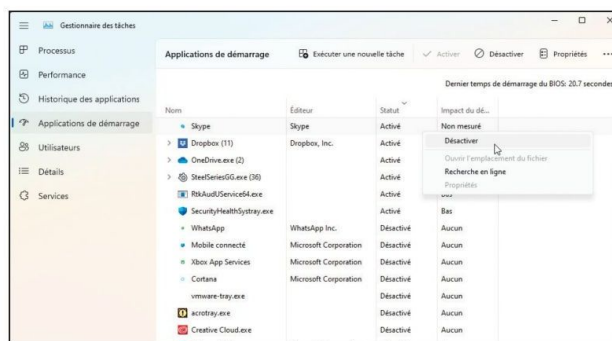 Gestionnaire des tâches
Processus
Performance
Historique des applications
Applications de démarrage
Utilisateurs
Détails
Services
Applications de démarrage
Exécuter une nouvelle tâche
Activer
Désactiver
Propriétés
Dernier temps de démarrage du BIOS: 20.7 secondes
Nom Éditeur Statut Impact du dé...
Skype Skype Activé Non mesuré
Dropbox (11) Dropbox, Inc. Activé
OneDrive.exe (2) Activé
SteelSeriesGG.exe (36) Activé
RtkAudUService64.exe Activé
SecurityHealthSystray.exe Activé Bas
WhatsApp WhatsApp Inc. Désactivé Aucun
Mobile connecté Microsoft Corporation Désactivé Aucun
Xbox App Services Microsoft Corporation Désactivé Aucun
Cortana Microsoft Corporation Désactivé Aucun
vmware-tray.exe Désactivé Aucun
acrotray.exe Désactivé Aucun
Creative Cloud.exe Désactivé Aucun
Désactiver
Ouvrir l'emplacement du fichier
Recherche en ligne
Propriétés